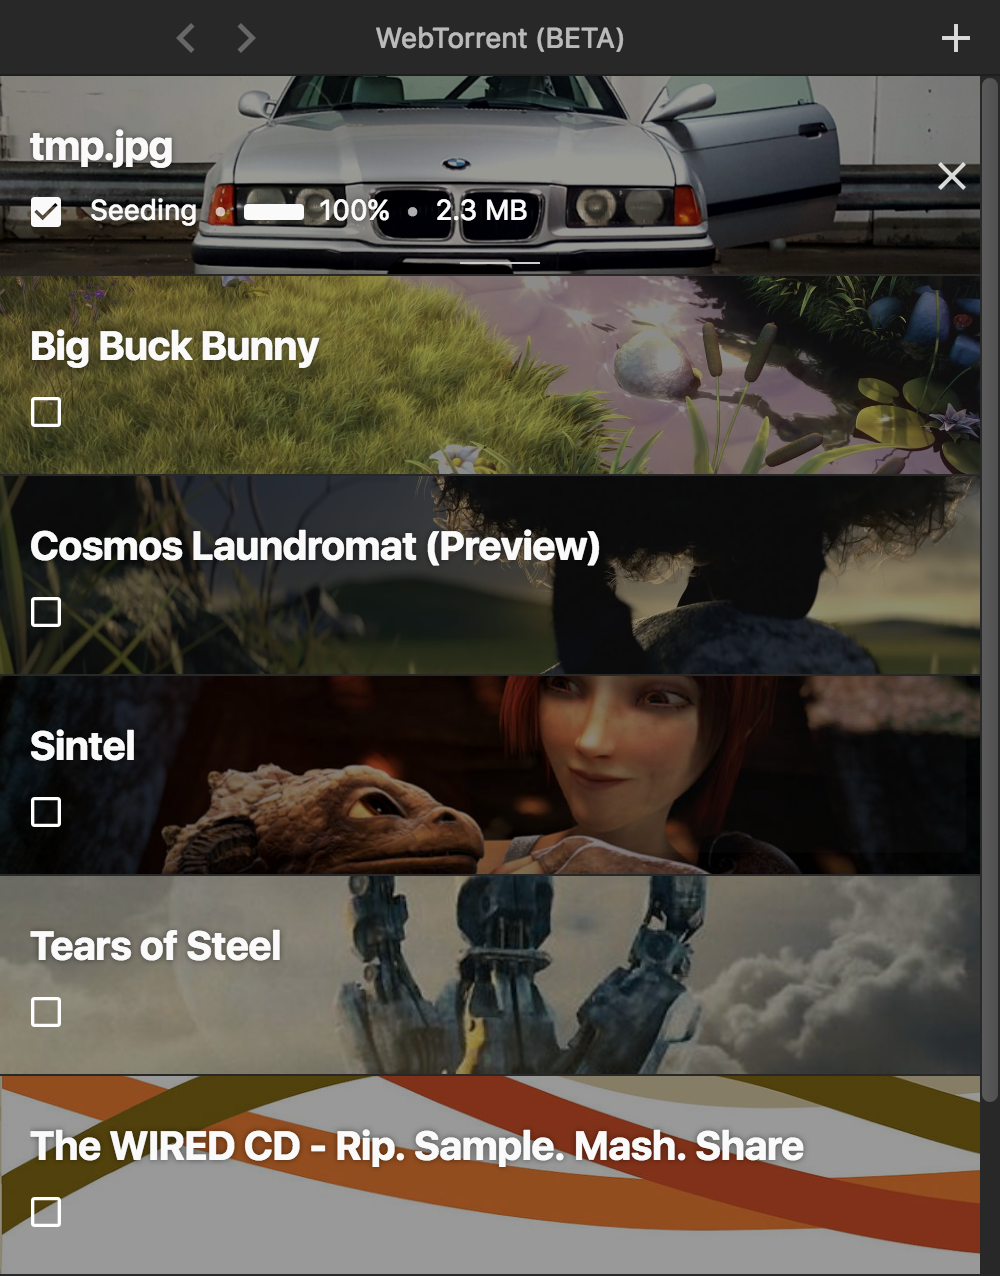 WebTorrent (BETA)
tmp.jpg
Seeding • 100% • 2.3 MB
Big Buck Bunny
Cosmos Laundromat (Preview)
Sintel
Tears of Steel
The WIRED CD - Rip. Sample. Mash. Share